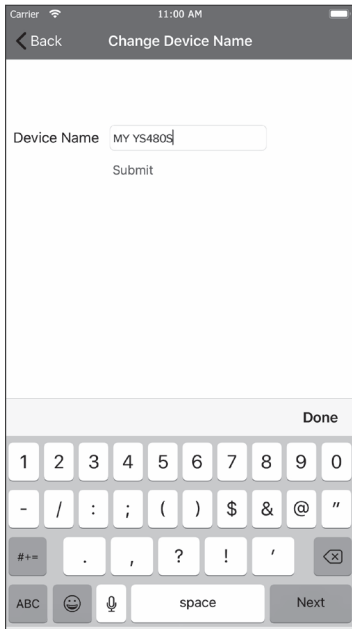 Carrier 11:00 AM
Back Change Device Name
Device Name MY YS480S
Submit
Done
1 2 3 4 5 6 7 8 9 0
- / : ; ( ) $ & @ "
#+= . , ? ! '
ABC space Next